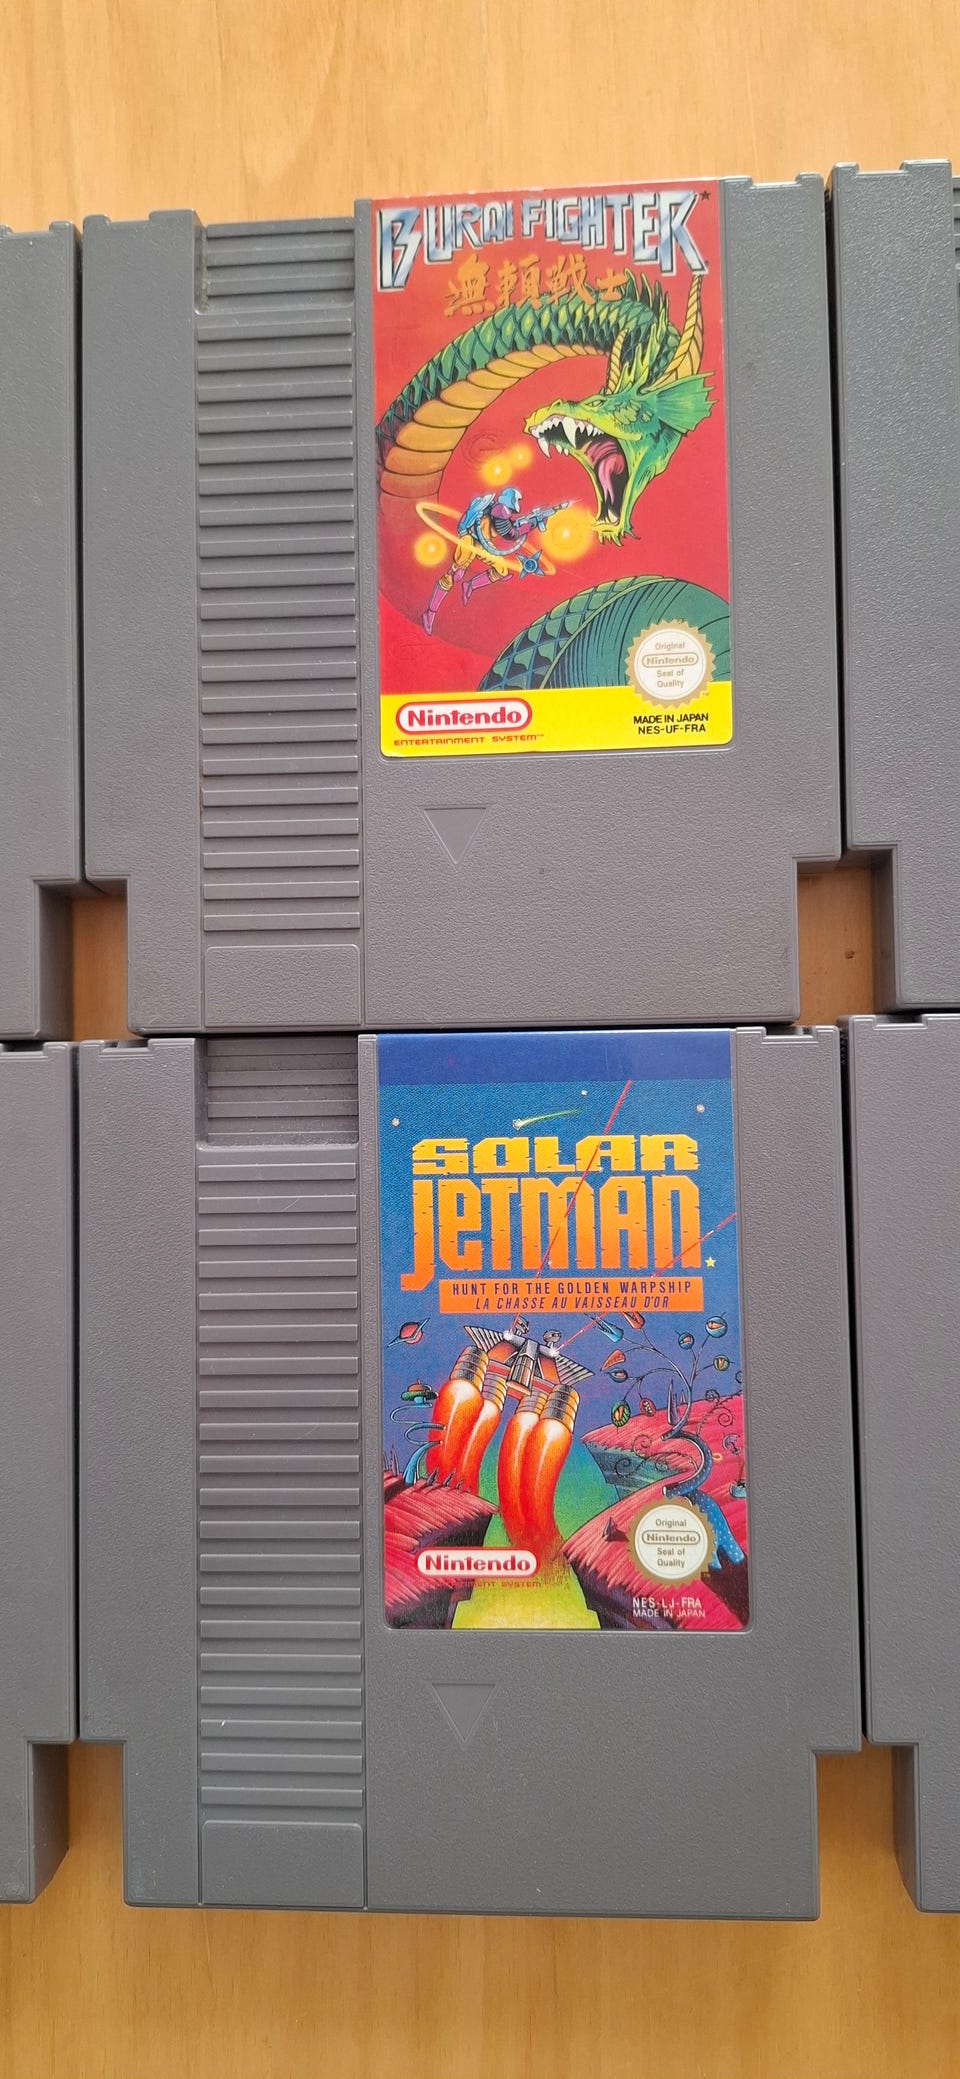 BURAI FIGHTER
無頼戦士
Original
Nintendo
Seal of
Quality
Nintendo
ENTERTAINMENT SYSTEM™
MADE IN JAPAN
NES-UF-FRA
SOLAR
JETMAN
HUNT FOR THE GOLDEN WARPSHIP
LA CHASSE AU VAISSEAU D'OR
Original
Nintendo
Seal of
Quality
Nintendo
SYSTEM
NES-LJ-FRA
MADE IN JAPAN